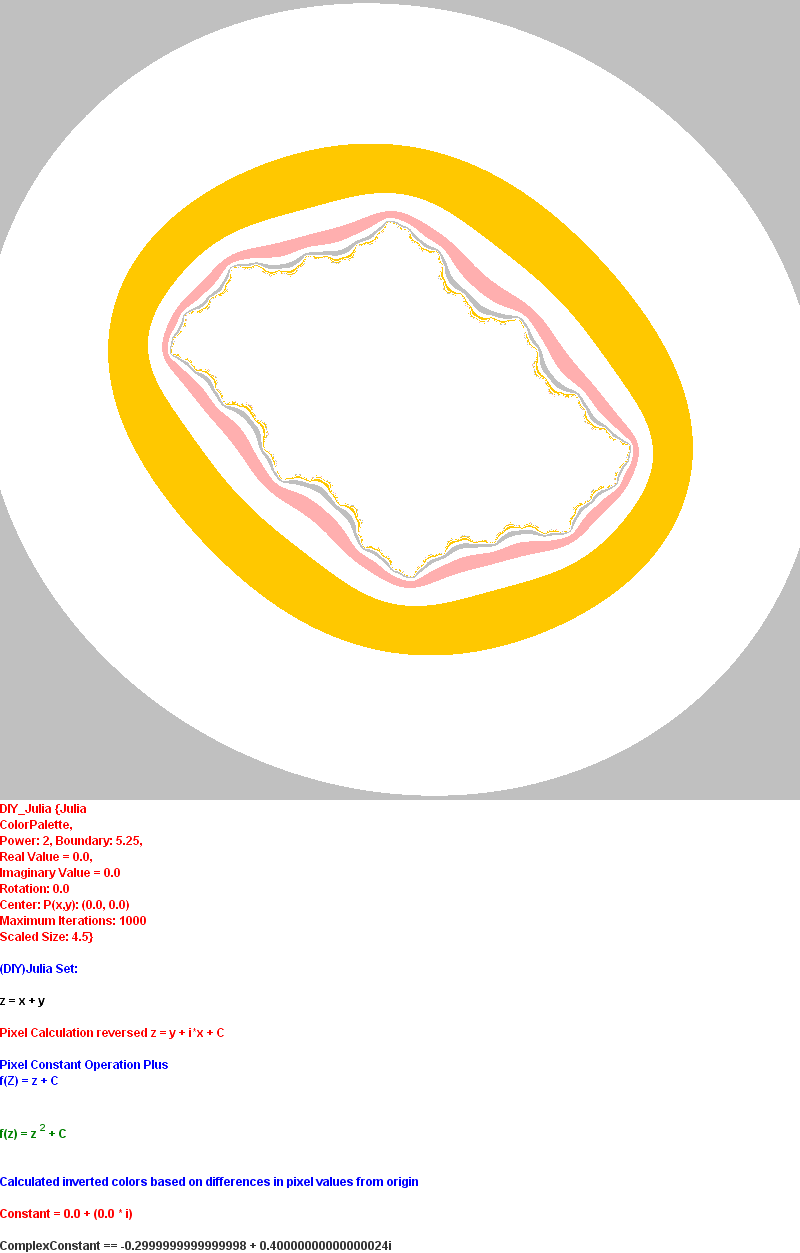 DIY_Julia {Julia
ColorPalette,
Power: 2, Boundary: 5.25,
Real Value = 0.0,
Imaginary Value = 0.0
Rotation: 0.0
Center: P(x,y): (0.0, 0.0)
Maximum Iterations: 1000
Scaled Size: 4.5}
(DIY)Julia Set:
z = x + y
Pixel Calculation reversed z = y + i*x + C
Pixel Constant Operation Plus
f(Z) = z + C
f(z) = z 2 + C
Calculated inverted colors based on differences in pixel values from origin
Constant = 0.0 + (0.0 * i)
ComplexConstant == -0.2999999999999998 + 0.40000000000000024i